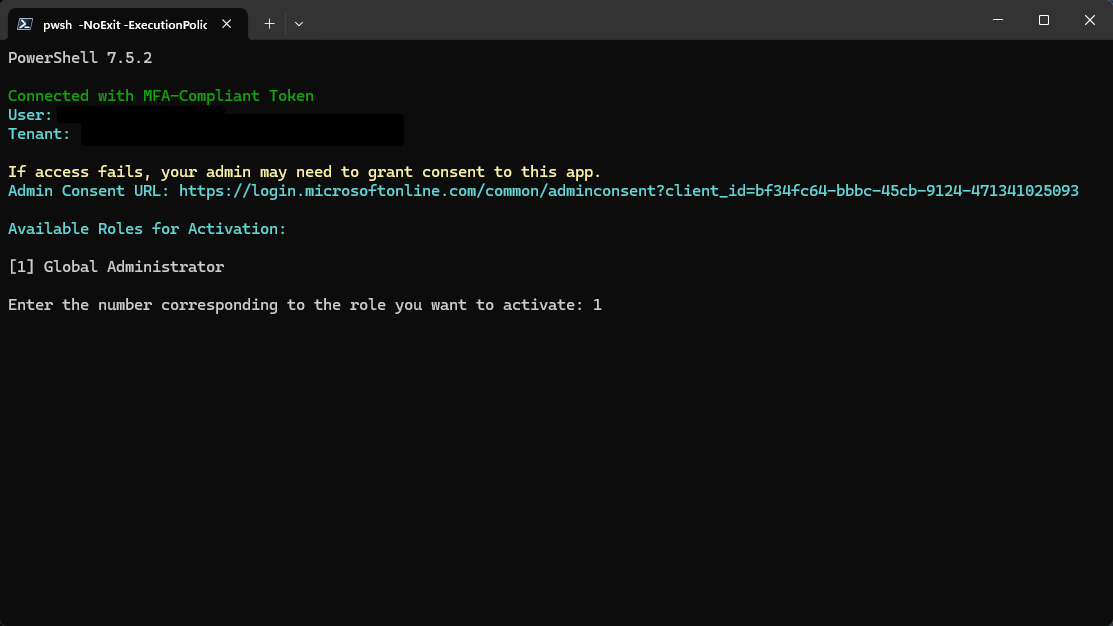 pwsh -NoExit -ExecutionPolic
PowerShell 7.5.2
Connected with MFA-Compliant Token
User:
Tenant:
If access fails, your admin may need to grant consent to this app.
Admin Consent URL: https://login.microsoftonline.com/common/adminconsent?client_id=bf34fc64-bbbc-45cb-9124-471341025093
Available Roles for Activation:
[1] Global Administrator
Enter the number corresponding to the role you want to activate: 1